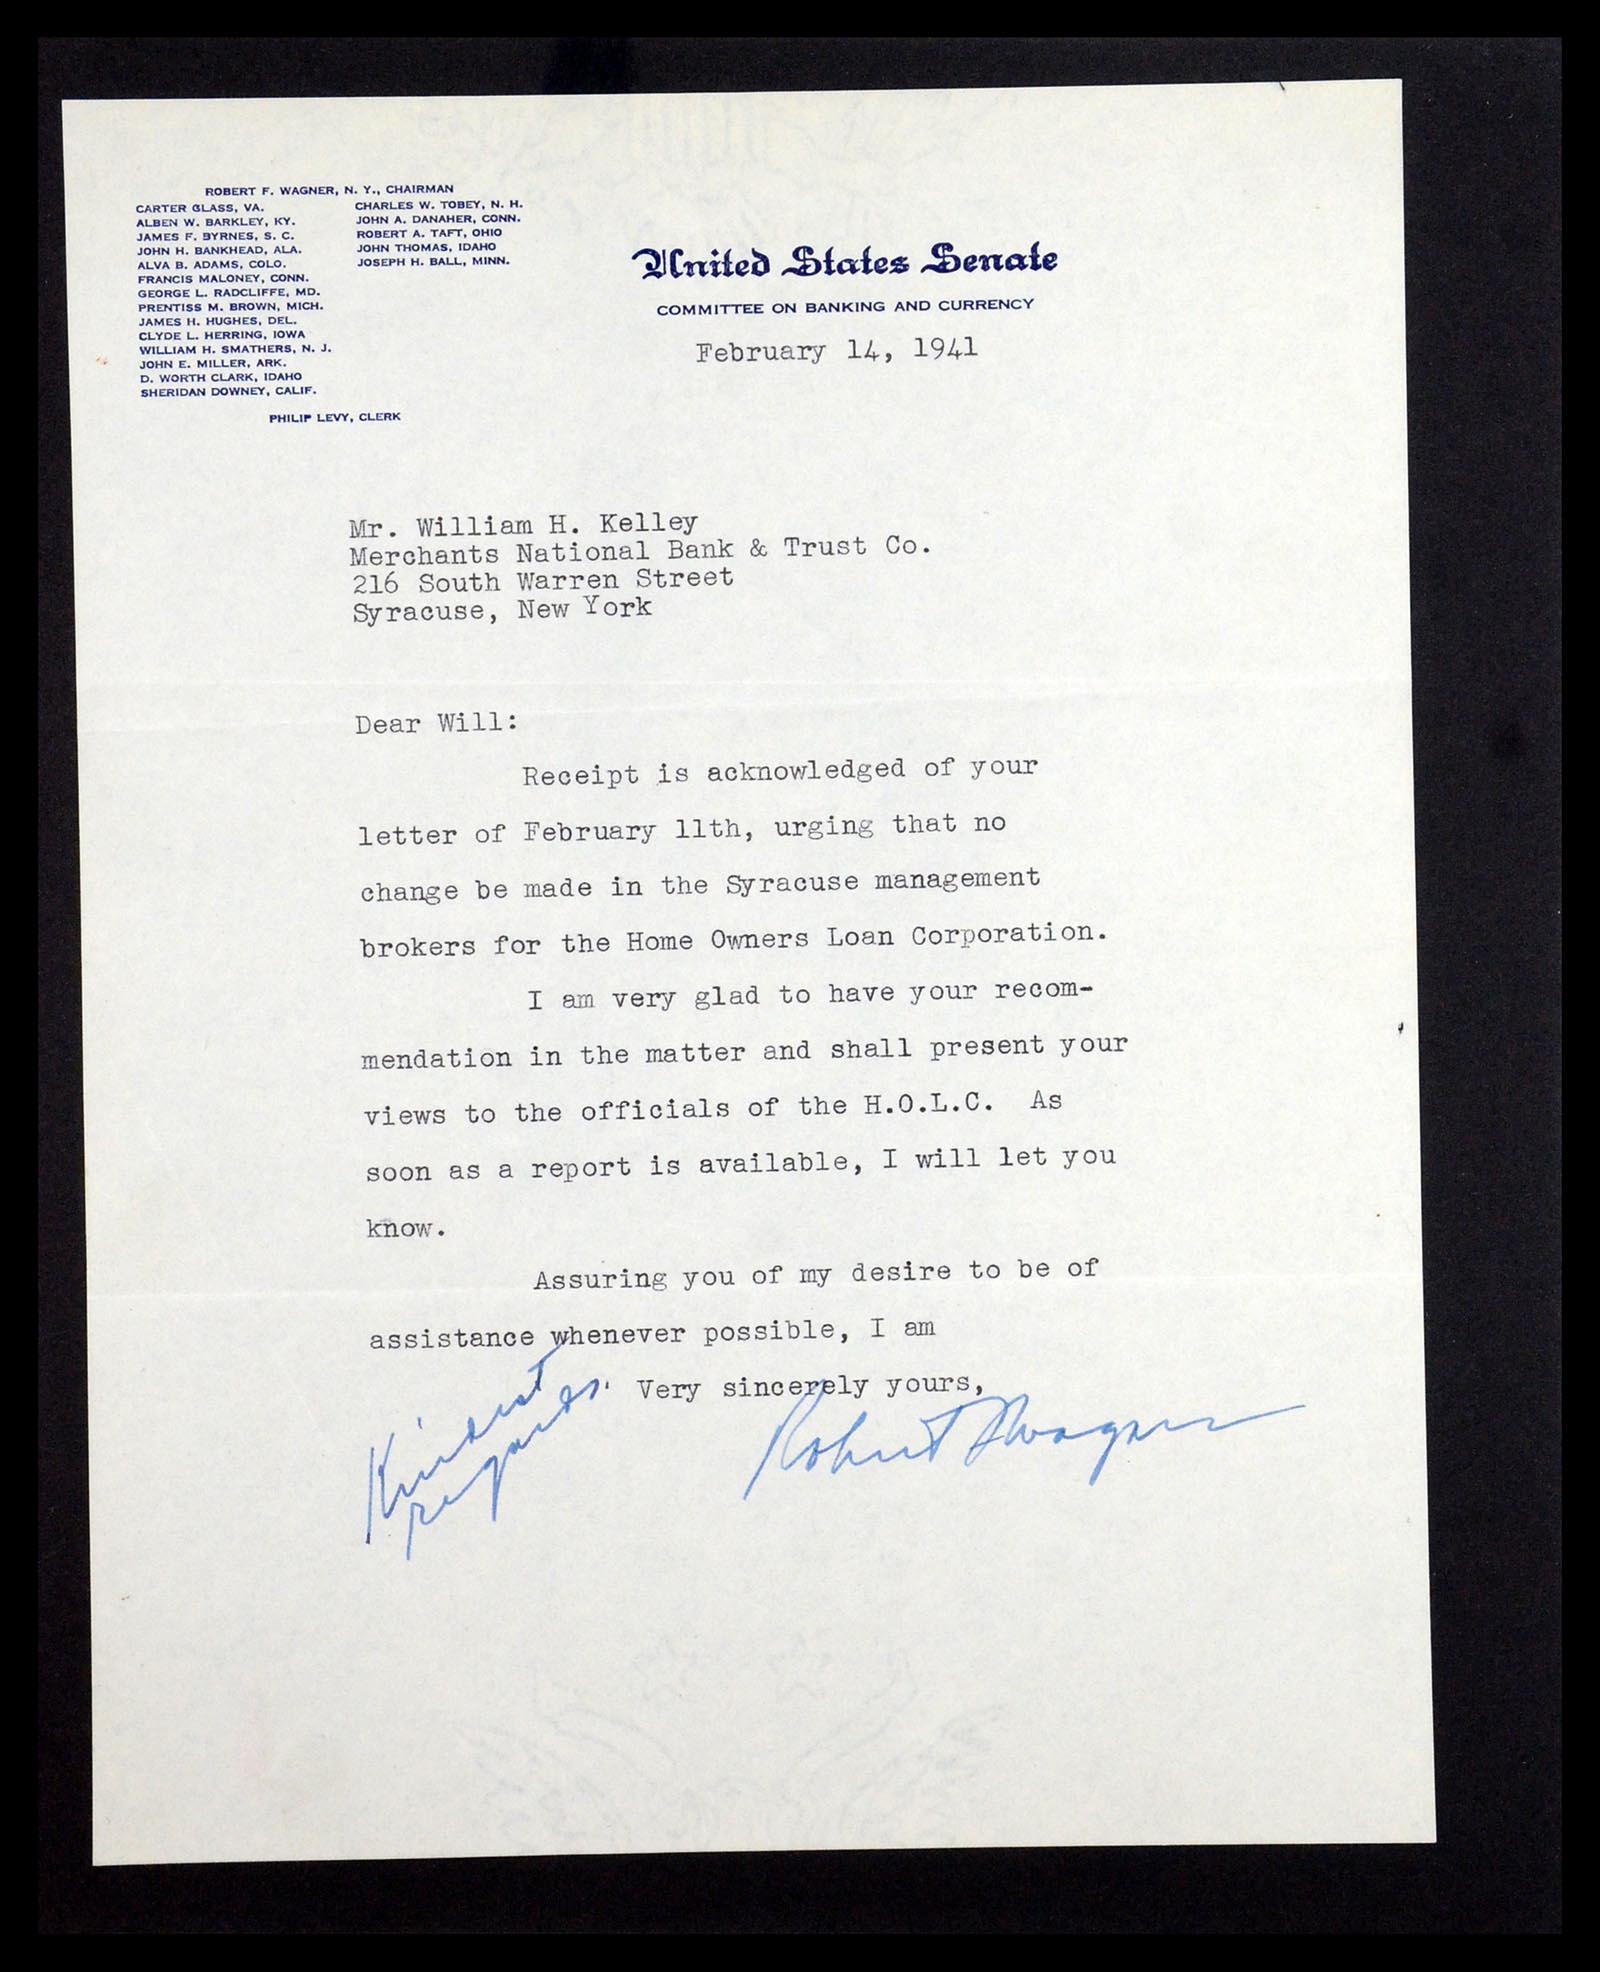 ROBERT F. WAGNER, N. Y., CHAIRMAN
CARTER GLASS, VA.
ALBEN W. BARKLEY, KY.
JAMES F. BYRNES, S. C.
JOHN H. BANKHEAD, ALA.
ALVA B. ADAMS, COLO.
FRANCIS MALONEY, CONN.
GEORGE L. RADCLIFFE, MD.
PRENTISS M. BROWN, MICH.
JAMES H. HUGHES, DEL.
CLYDE L. HERRING, IOWA
WILLIAM H. SMATHERS, N. J.
JOHN E. MILLER, ARK.
D. WORTH CLARK, IDAHO
SHERIDAN DOWNEY, CALIF.
CHARLES W. TOBEY, N. H.
JOHN A. DANAHER, CONN.
ROBERT A. TAFT, OHIO
JOHN THOMAS, IDAHO
JOSEPH H. BALL, MINN.
PHILIP LEVY, CLERK
United States Senate
COMMITTEE ON BANKING AND CURRENCY
February 14, 1941
Mr. William H. Kelley
Merchants National Bank & Trust Co.
216 South Warren Street
Syracuse, New York
Dear Will:
Receipt is acknowledged of your
letter of February 11th, urging that no
change be made in the Syracuse management
brokers for the Home Owners Loan Corporation.
I am very glad to have your recom-
mendation in the matter and shall present your
views to the officials of the H.O.L.C. As
soon as a report is available, I will let you
know.
Assuring you of my desire to be of
assistance whenever possible, I am
Very sincerely yours,
Kindest
regards.
Robert F Wagner